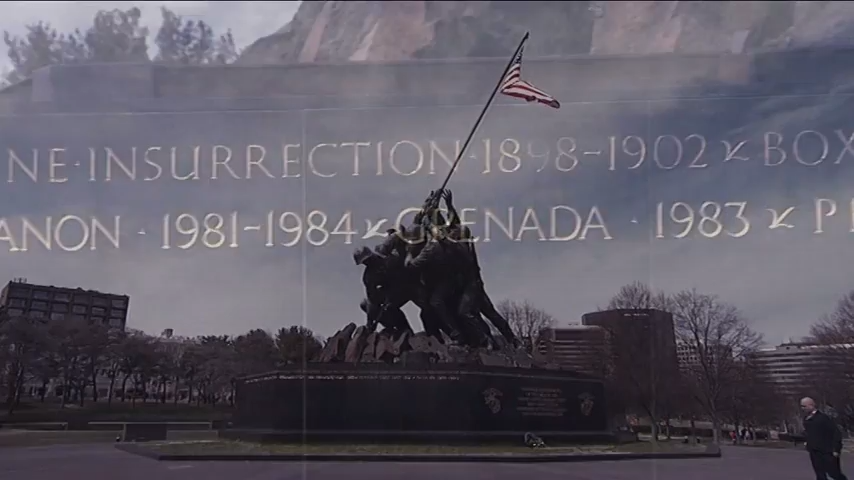 NE · INSURRECTION · 1898-1902 BOX
ANON · 1981-1984 GRENADA · 1983 P